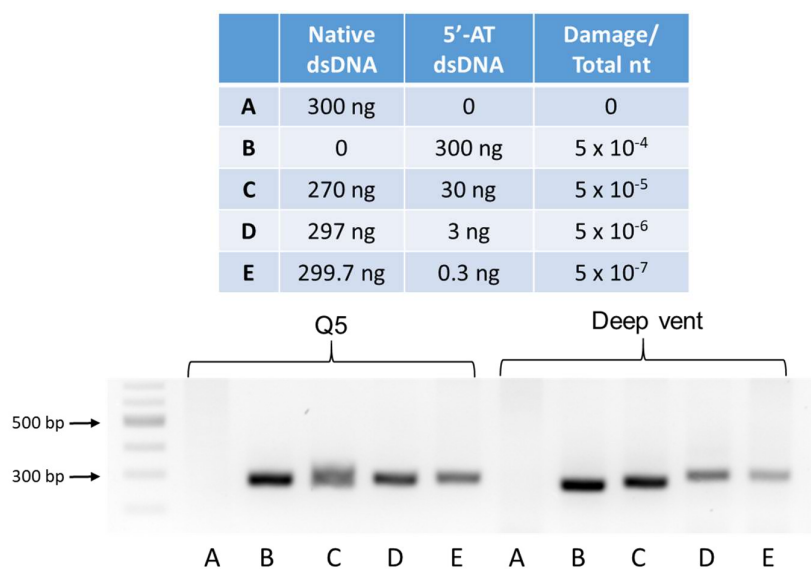 Native dsDNA 5’-AT dsDNA Damage/ Total nt
A 300 ng 0 0
B 0 300 ng 5 x 10⁻⁴
C 270 ng 30 ng 5 x 10⁻⁵
D 297 ng 3 ng 5 x 10⁻⁶
E 299.7 ng 0.3 ng 5 x 10⁻⁷
Q5 Deep vent
500 bp
300 bp
A B C D E A B C D E